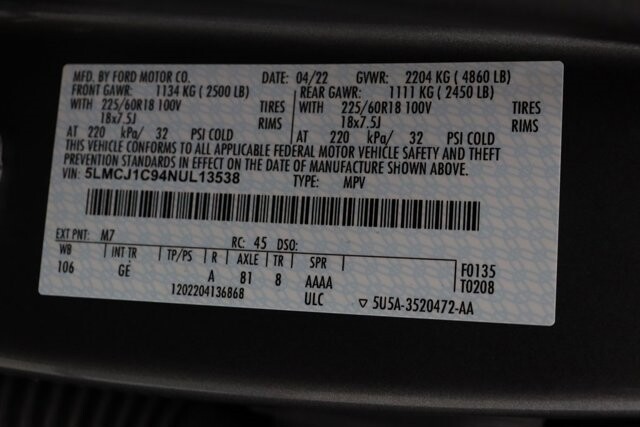 MFD. BY FORD MOTOR CO. DATE: 04/22 GVWR: 2204 KG ( 4860 LB)
FRONT GAWR: 1134 KG ( 2500 LB) REAR GAWR: 1111 KG ( 2450 LB)
WITH 225/60R18 100V TIRES WITH 225/60R18 100V TIRES
18x7.5J RIMS 18x7.5J RIMS
AT 220 kPa/ 32 PSI COLD AT 220 kPa/ 32 PSI COLD
THIS VEHICLE CONFORMS TO ALL APPLICABLE FEDERAL MOTOR VEHICLE SAFETY AND THEFT
PREVENTION STANDARDS IN EFFECT ON THE DATE OF MANUFACTURE SHOWN ABOVE.
VIN: 5LMCJ1C94NUL13538 TYPE: MPV
EXT PNT: M7 RC: 45 DSO:
WB INT TR TP/PS R AXLE TR SPR F0135
106 GE A 81 8 AAAA T0208
1202204136868 ULC ▽ 5U5A-3520472-AA